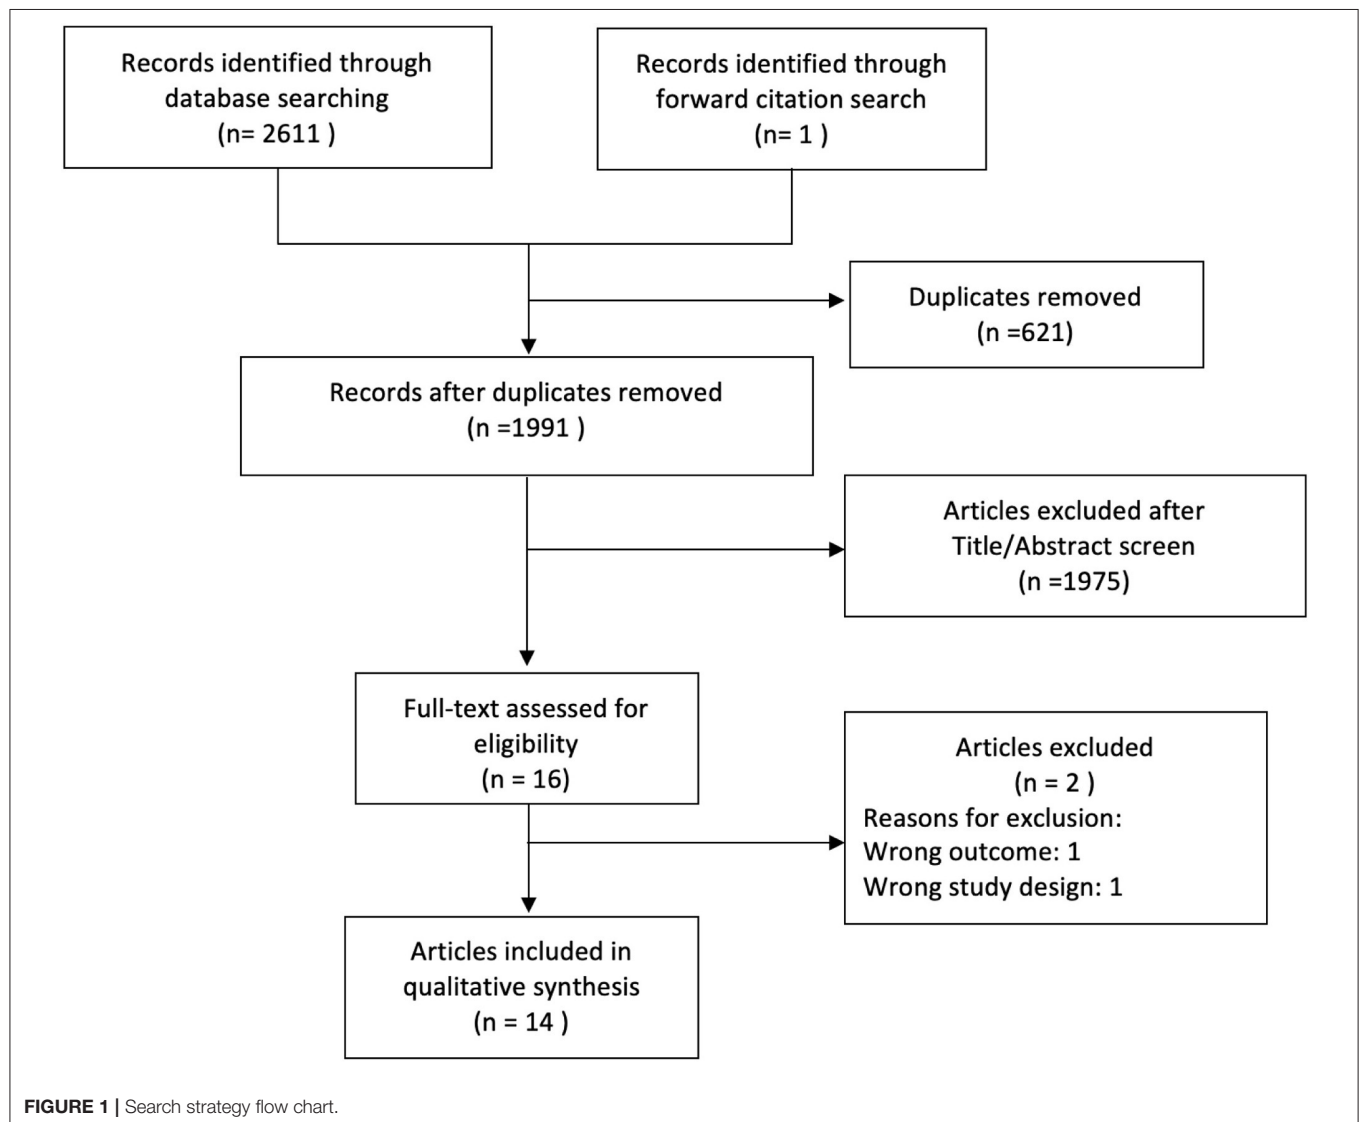 Records identified through
database searching
(n= 2611 )
Records identified through
forward citation search
(n= 1 )
Duplicates removed
(n =621)
Records after duplicates removed
(n =1991 )
Articles excluded after
Title/Abstract screen
(n =1975)
Full-text assessed for
eligibility
(n = 16)
Articles excluded
(n = 2 )
Reasons for exclusion:
Wrong outcome: 1
Wrong study design: 1
Articles included in
qualitative synthesis
(n = 14 )
FIGURE 1 | Search strategy flow chart.